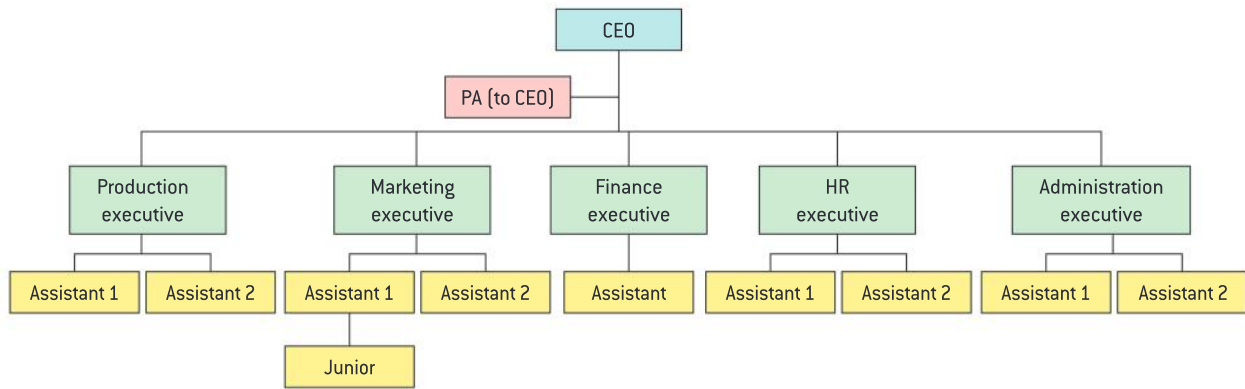 CEO
PA (to CEO)
Production
executive
Marketing
executive
Finance
executive
HR
executive
Administration
executive
Assistant 1
Assistant 2
Assistant 1
Assistant 2
Assistant
Assistant 1
Assistant 2
Assistant 1
Assistant 2
Junior